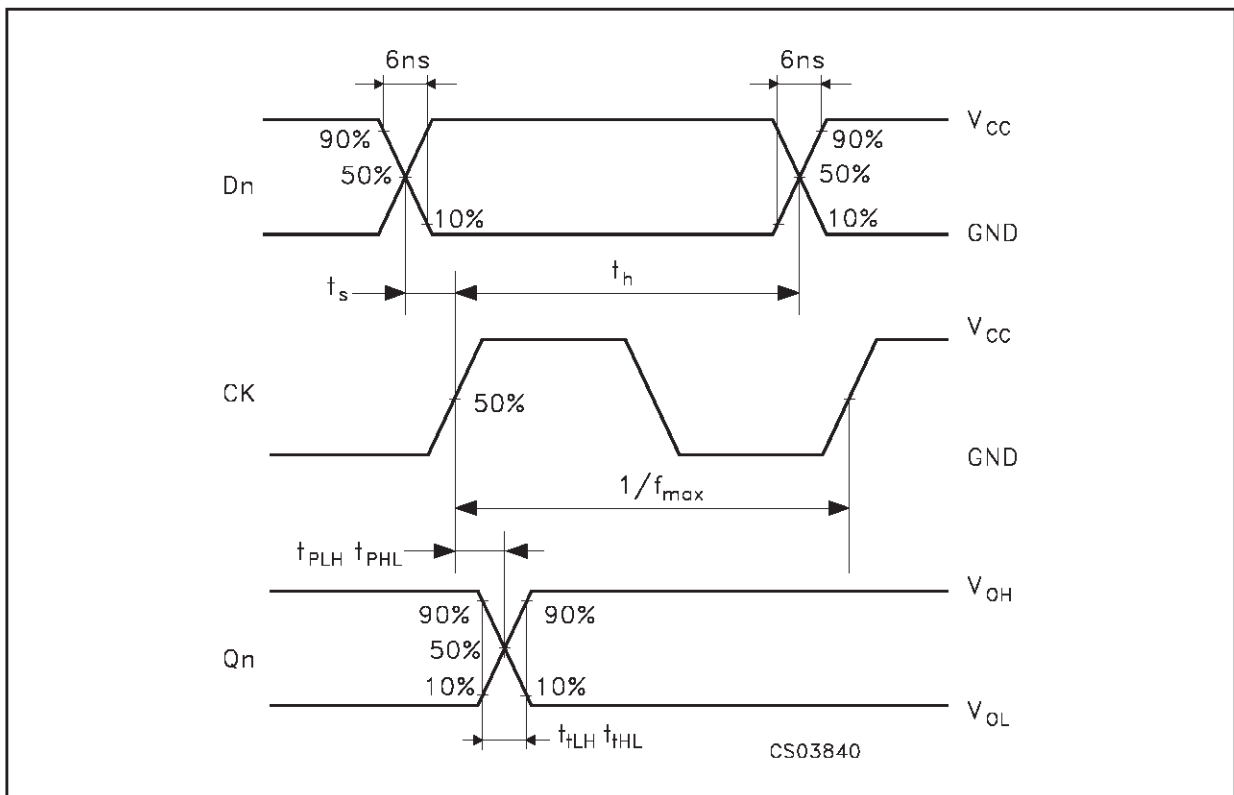 6ns 6ns
90% 90% V_CC
Dn 50% 50%
10% 10% GND
t_s t_h
V_CC
CK 50%
GND
1/f_max
t_PLH t_PHL
V_OH
90% 90%
Qn 50%
10% 10%
V_OL
t_tLH t_tHL
CS03840